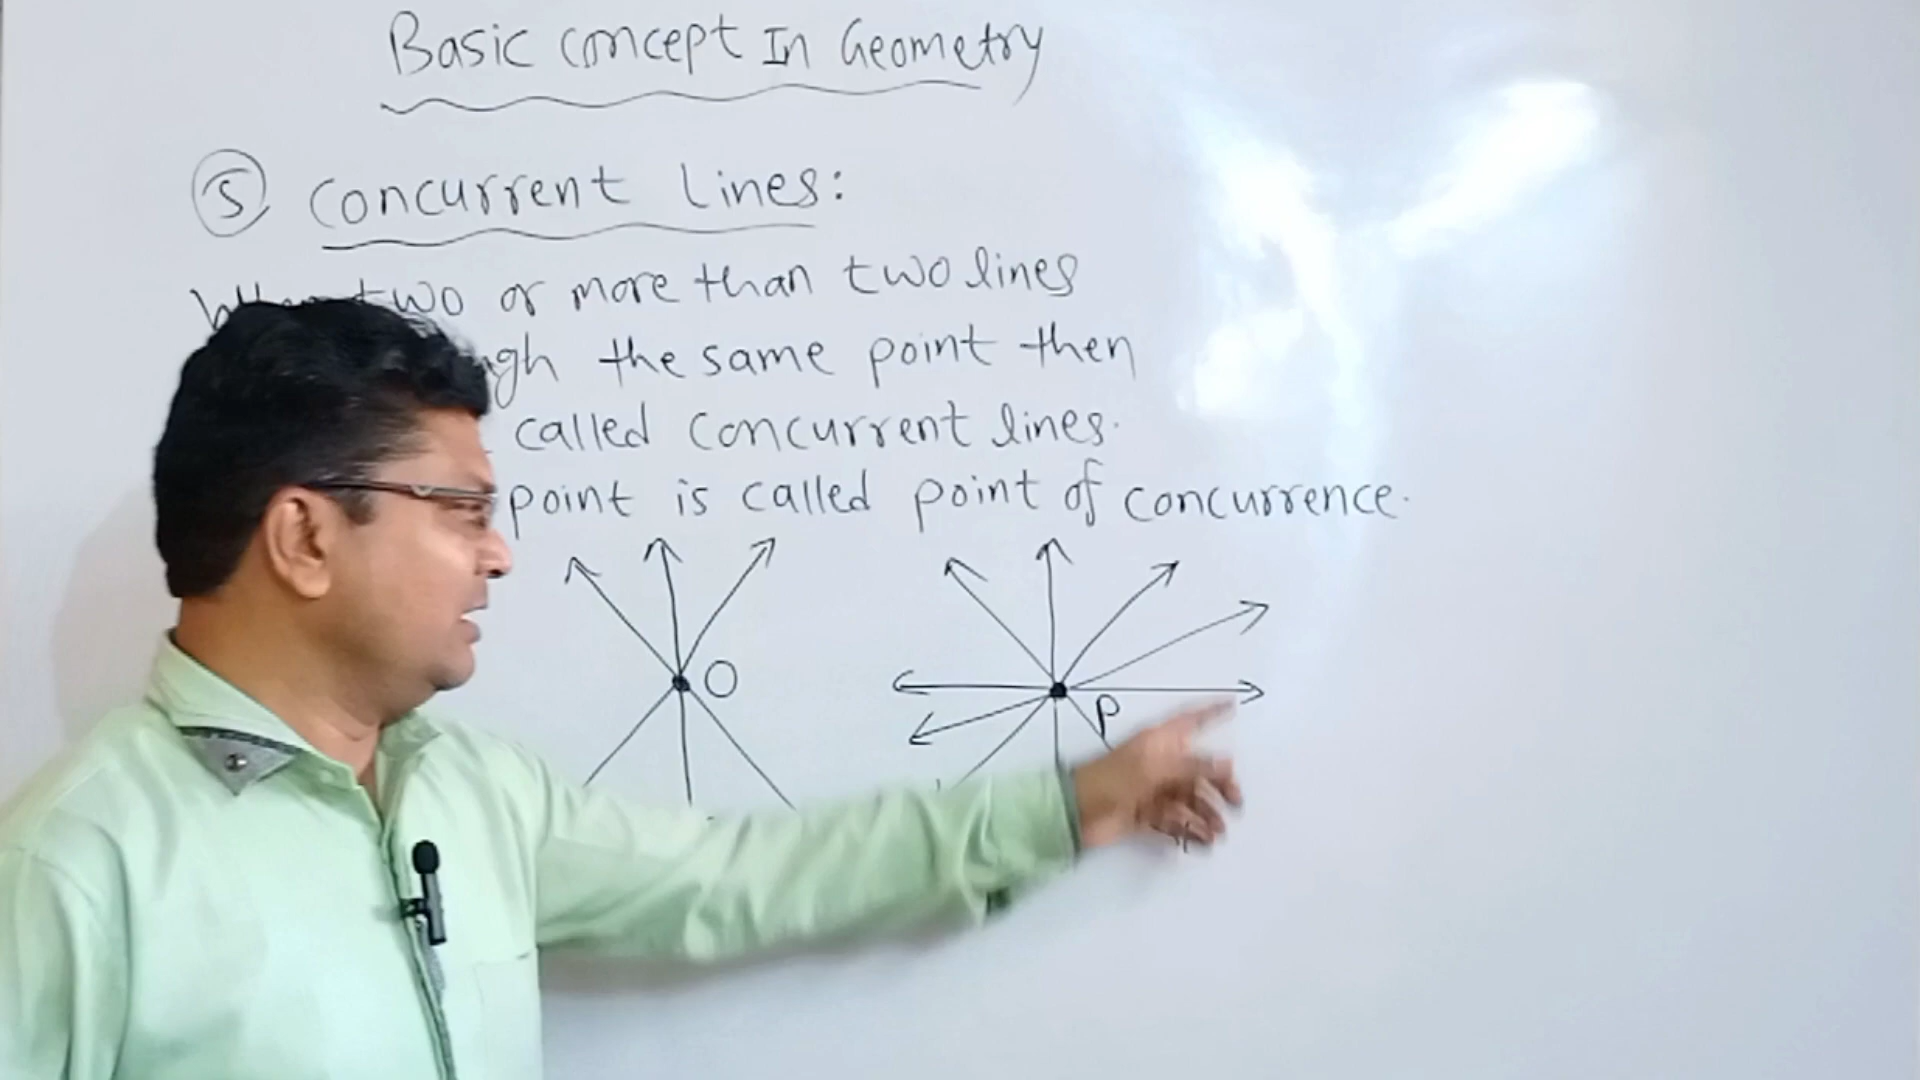 Basic concept In Geometry
5 Concurrent lines:
two or more than two lines
the same point then
called concurrent lines.
point is called point of concurrence.
O
P